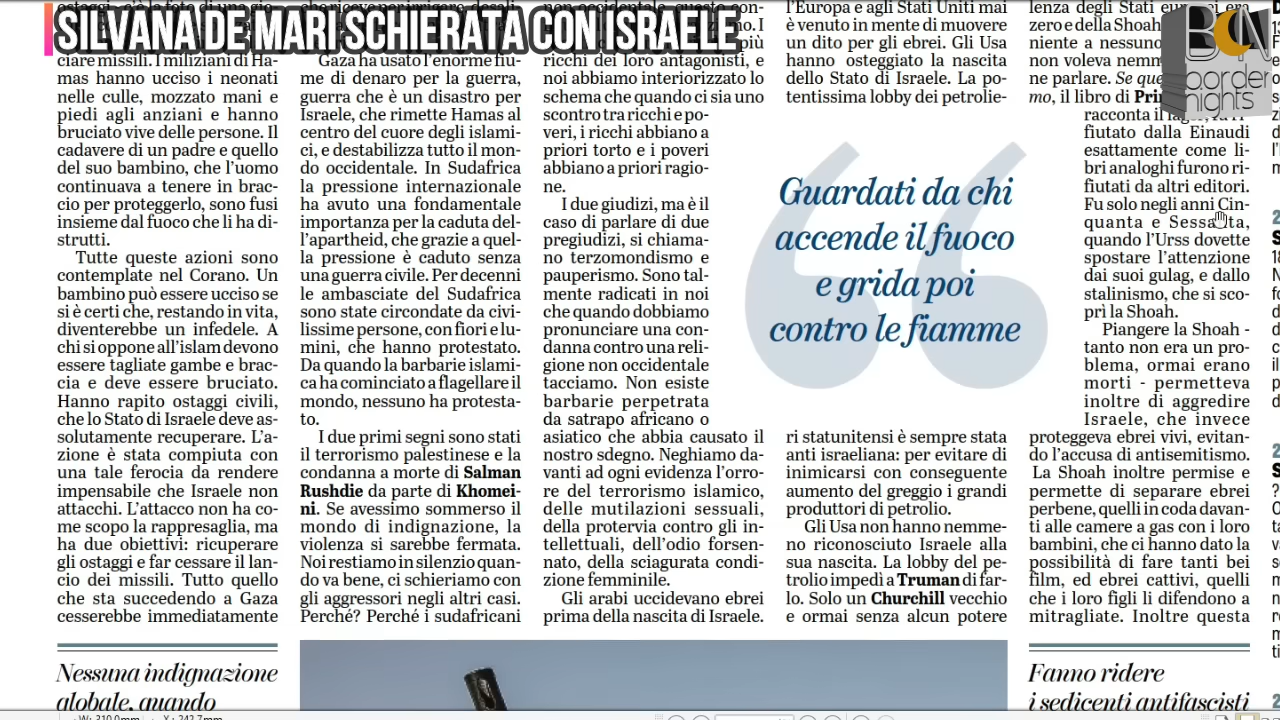 SILVANA DE MARI SCHIERATA CON ISRAELE
BCN
border
nights
ciare missili. I miliziani di Ha-
mas hanno ucciso i neonati
nelle culle, mozzato mani e
piedi agli anziani e hanno
bruciato vive delle persone. Il
cadavere di un padre e quello
del suo bambino, che l'uomo
continuava a tenere in brac-
cio per proteggerlo, sono fusi
insieme dal fuoco che li ha di-
strutti.
Tutte queste azioni sono
contemplate nel Corano. Un
bambino può essere ucciso se
si è certi che, restando in vita,
diventerebbe un infedele. A
chi si oppone all'islam devono
essere tagliate gambe e brac-
cia e deve essere bruciato.
Hanno rapito ostaggi civili,
che lo Stato di Israele deve as-
solutamente recuperare. L'a-
zione è stata compiuta con
una tale ferocia da rendere
impensabile che Israele non
attacchi. L'attacco non ha co-
me scopo la rappresaglia, ma
ha due obiettivi: ricuperare
gli ostaggi e far cessare il lan-
cio dei missili. Tutto quello
che sta succedendo a Gaza
cesserebbe immediatamente
Gaza ha usato l'enorme fiu-
me di denaro per la guerra,
guerra che è un disastro per
Israele, che rimette Hamas al
centro del cuore degli islami-
ci, e destabilizza tutto il mon-
do occidentale. In Sudafrica
la pressione internazionale
ha avuto una fondamentale
importanza per la caduta del-
l'apartheid, che grazie a quel-
la pressione è caduto senza
una guerra civile. Per decenni
le ambasciate del Sudafrica
sono state circondate da civi-
lissime persone, con fiori e lu-
mini, che hanno protestato.
Da quando la barbarie islami-
ca ha cominciato a flagellare il
mondo, nessuno ha protesta-
to.
I due primi segni sono stati
il terrorismo palestinese e la
condanna a morte di Salman
Rushdie da parte di Khomei-
ni. Se avessimo sommerso il
mondo di indignazione, la
violenza si sarebbe fermata.
Noi restiamo in silenzio quan-
do va bene, ci schieriamo con
gli aggressori negli altri casi.
Perché? Perché i sudafricani
non occidentale, questo con-
più
ricchi dei loro antagonisti, e
noi abbiamo interiorizzato lo
schema che quando ci sia uno
scontro tra ricchi e po-
veri, i ricchi abbiano a
priori torto e i poveri
abbiano a priori ragio-
ne.
I due giudizi, ma è il
caso di parlare di due
pregiudizi, si chiama-
no terzomondismo e
pauperismo. Sono tal-
mente radicati in noi
che quando dobbiamo
pronunciare una con-
danna contro una reli-
gione non occidentale
tacciamo. Non esiste
barbarie perpetrata
da satrapo africano o
asiatico che abbia causato il
nostro sdegno. Neghiamo da-
vanti ad ogni evidenza l'orro-
re del terrorismo islamico,
delle mutilazioni sessuali,
della protervia contro gli in-
tellettuali, dell'odio forsen-
nato, della sciagurata condi-
zione femminile.
Gli arabi uccidevano ebrei
prima della nascita di Israele.
l'Europa e agli Stati Uniti mai
è venuto in mente di muovere
un dito per gli ebrei. Gli Usa
hanno osteggiato la nascita
dello Stato di Israele. La po-
tentissima lobby dei petrolie-
Guardati da chi
accende il fuoco
e grida poi
contro le fiamme
ri statunitensi è sempre stata
anti israeliana: per evitare di
inimicarsi con conseguente
aumento del greggio i grandi
produttori di petrolio.
Gli Usa non hanno nemme-
no riconosciuto Israele alla
sua nascita. La lobby del pe-
trolio impedì a Truman di far-
lo. Solo un Churchill vecchio
e ormai senza alcun potere
lenza degli Stati europei era
zero e della Shoah
niente a nessuno
non voleva nemm
ne parlare. Se que
mo, il libro di Pri
racconta il lager, fu ri-
fiutato dalla Einaudi
esattamente come li-
bri analoghi furono ri-
fiutati da altri editori.
Fu solo negli anni Cin-
quanta e Sessanta,
quando l'Urss dovette
spostare l'attenzione
dai suoi gulag, e dallo
stalinismo, che si sco-
prì la Shoah.
Piangere la Shoah -
tanto non era un pro-
blema, ormai erano
morti - permetteva
inoltre di aggredire
Israele, che invece
proteggeva ebrei vivi, evitan-
do l'accusa di antisemitismo.
La Shoah inoltre permise e
permette di separare ebrei
perbene, quelli in coda davan-
ti alle camere a gas con i loro
bambini, che ci hanno dato la
possibilità di fare tanti bei
film, ed ebrei cattivi, quelli
che i loro figli li difendono a
mitragliate. Inoltre questa
Nessuna indignazione
globale, quando
Fanno ridere
i sedicenti antifascisti
W: 310.0mm X: 242.7mm